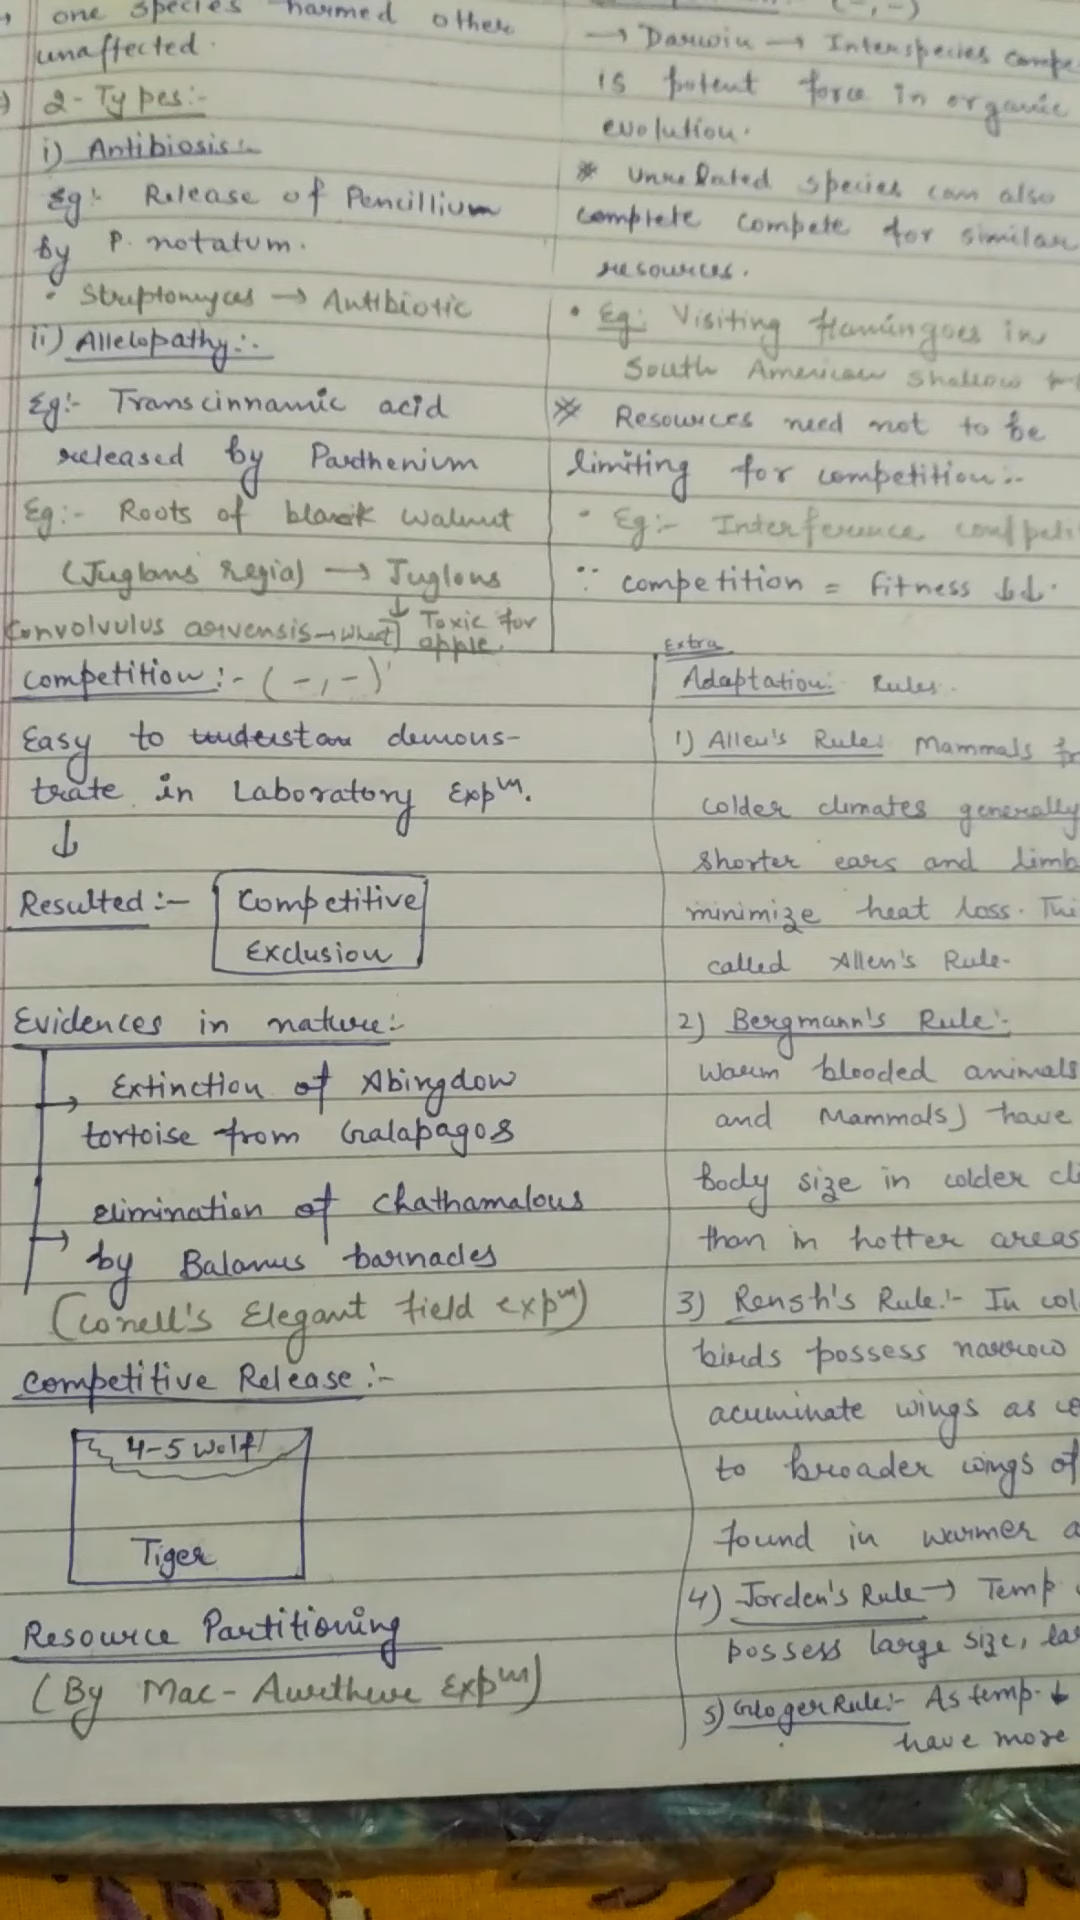 one species harmed other
unaffected.
2-Types:-
i) Antibiosis:-
Eg:- Release of Pencillium
by P. notatum.
• Streptomyces → Antibiotic
ii) Allelopathy:-
Eg:- Transcinnamic acid
released by Parthenium
Eg:- Roots of black walnut
(Juglans regia) → Juglons
↓ Toxic for
Convolvulus arvensis → wheat] apple.
(-,-)
→ Darwin → Interspecies compe
is potent force in organic
evolution.
* Unrelated species can also
complete compete for similar
resources.
• Eg: Visiting flamingoes in
South American Shallow
* Resources need not to be
limiting for competition:-
• Eg:- Interference competi
∵ competition = fitness ↓↓.
Competition:- (-,-)
Easy to understan demons-
trate in Laboratory Expm.
↓
Resulted:- Competitive
Exclusion
Evidences in nature:-
→ Extinction of Abingdow
tortoise from Galapagos
→ elimination of Chathamalous
by Balanus barnacles
(Conell's Elegant field expm)
Competitive Release:-
4-5 Wolf
Tiger
Resource Partitioning
(By Mac-Aurthur Expm)
Extra
Adaptation: Rules.
1) Allen's Rule: Mammals fr
colder climates generally
shorter ears and limb
minimize heat loss. Thi
called Allen's Rule.
2) Bergmann's Rule:-
Warm blooded animals
and Mammals) have
body size in colder cli
than in hotter areas
3) Rensh's Rule:- In col
birds possess narrow
acuminate wings as co
to broader wings of
found in warmer a
4) Jorden's Rule → Temp
possess large size, lar
5) Gloger Rule:- As temp. ↓
have more